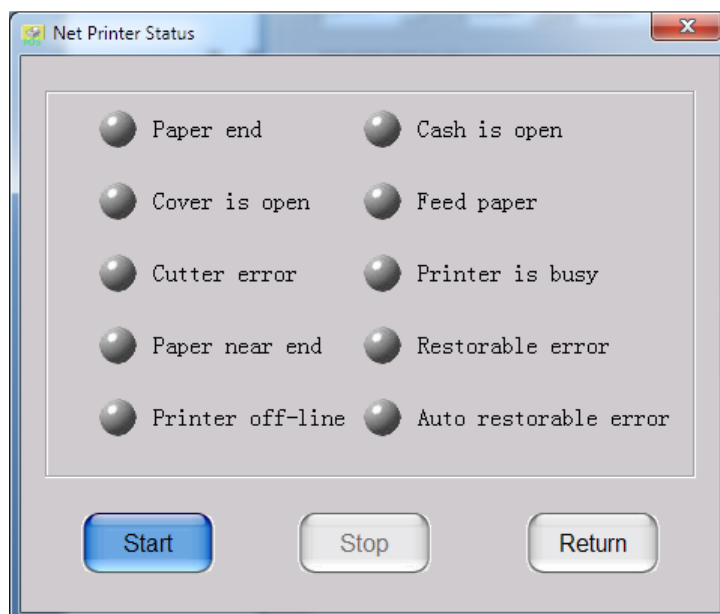 Net Printer Status
Paper end
Cash is open
Cover is open
Feed paper
Cutter error
Printer is busy
Paper near end
Restorable error
Printer off-line
Auto restorable error
Start
Stop
Return